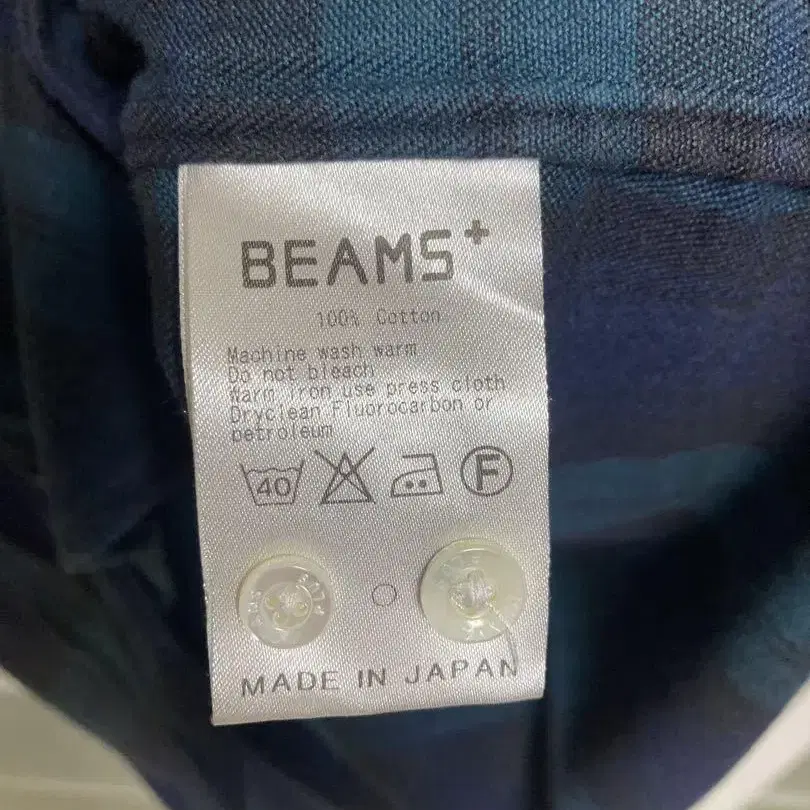 BEAMS+
100% Cotton
Machine wash warm
Do not bleach
Warm iron use press cloth
Dryclean Fluorocarbon or
petroleum
40 F
MADE IN JAPAN